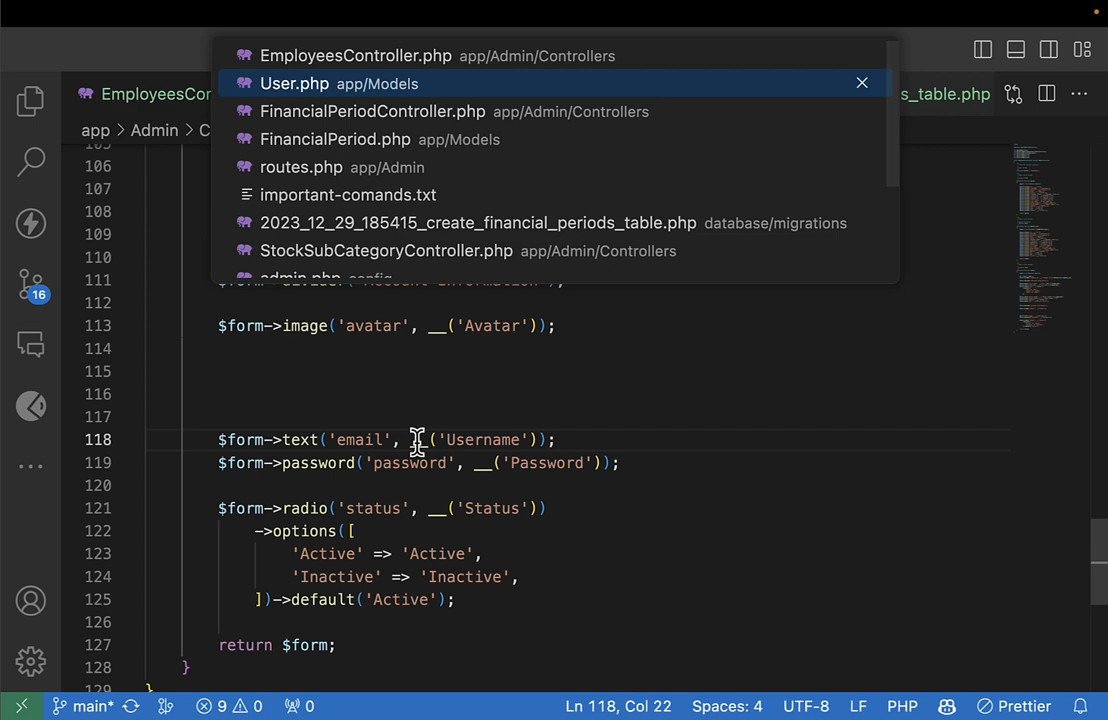 EmployeesController.php app/Admin/Controllers
User.php app/Models
FinancialPeriodController.php app/Admin/Controllers
FinancialPeriod.php app/Models
routes.php app/Admin
important-comands.txt
2023_12_29_185415_create_financial_periods_table.php database/migrations
StockSubCategoryController.php app/Admin/Controllers
admin.php config
EmployeesCon
s_table.php
app > Admin > C
106
107
108
109
110
111
112
113 $form->image('avatar', __('Avatar'));
114
115
116
117
118 $form->text('email', __('Username'));
119 $form->password('password', __('Password'));
120
121 $form->radio('status', __('Status'))
122 ->options([
123 'Active' => 'Active',
124 'Inactive' => 'Inactive',
125 ])->default('Active');
126
127 return $form;
128 }
129 }
16
main* 9 0 0 Ln 118, Col 22 Spaces: 4 UTF-8 LF PHP Prettier